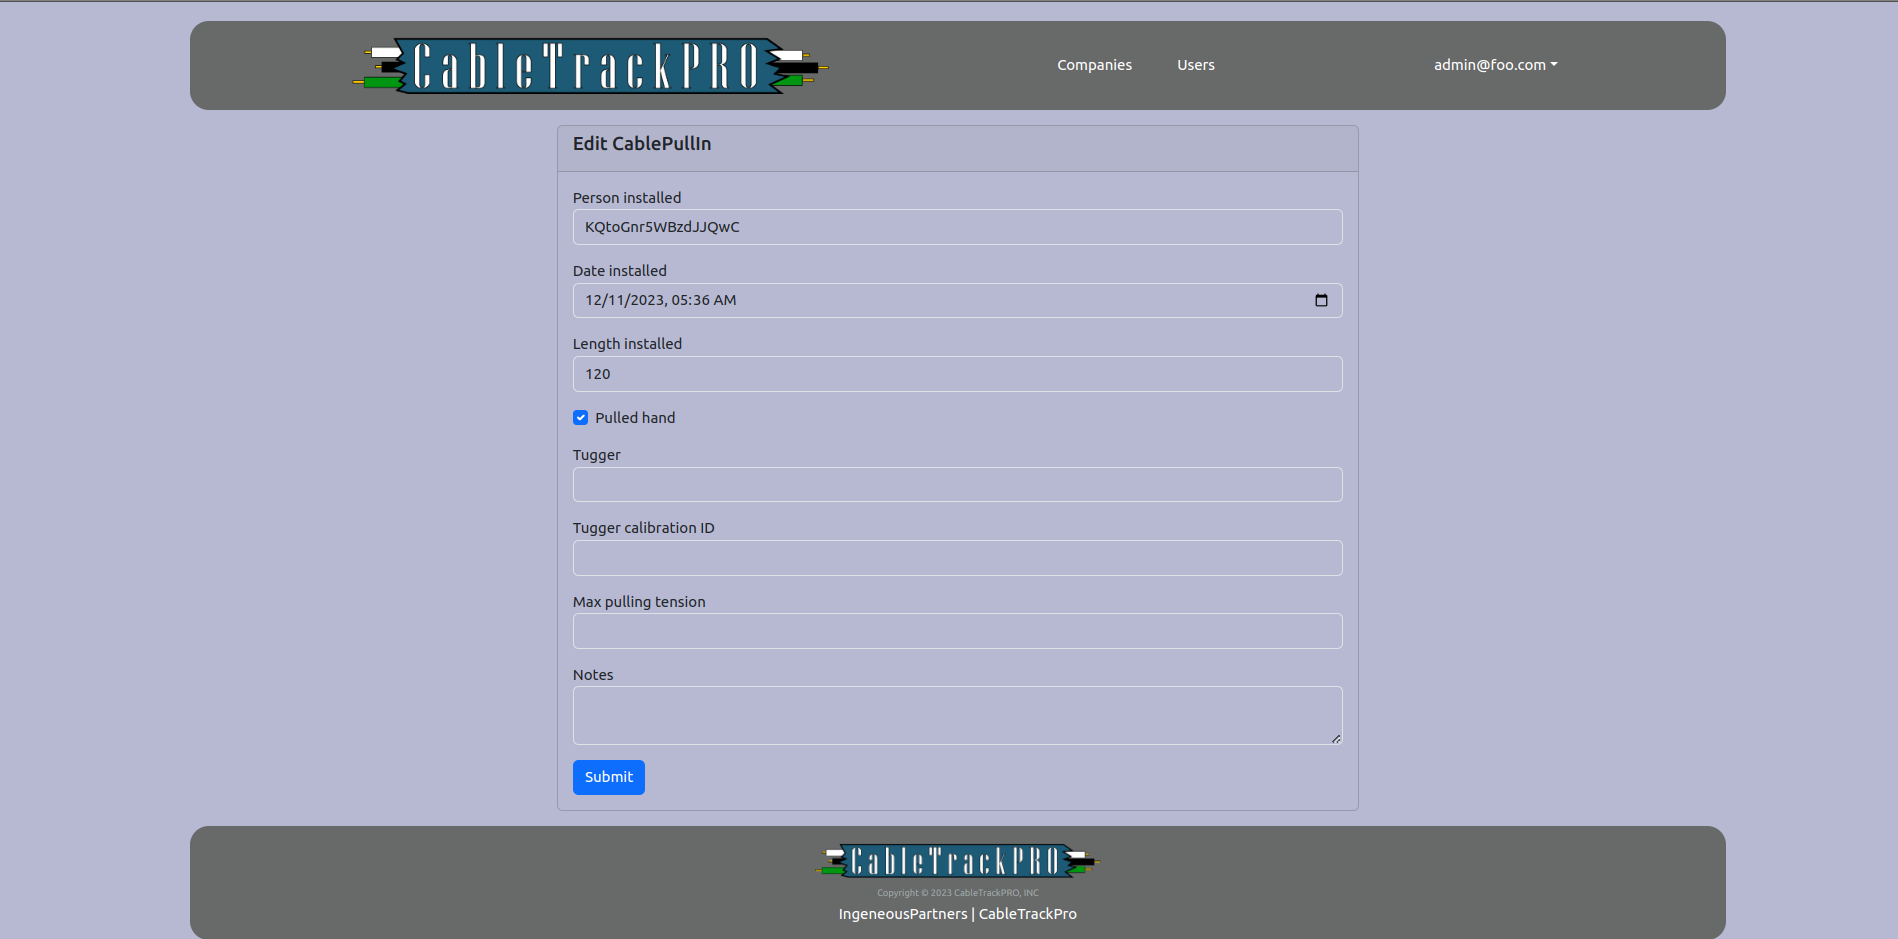 CableTrackPRO
Companies
Users
admin@foo.com
Edit CablePullIn
Person installed
KQtoGnr5WBzdJJQwC
Date installed
12/11/2023, 05:36 AM
Length installed
120
Pulled hand
Tugger
Tugger calibration ID
Max pulling tension
Notes
Submit
CableTrackPRO
Copyright © 2023 CableTrackPRO, INC
IngeneousPartners | CableTrackPro